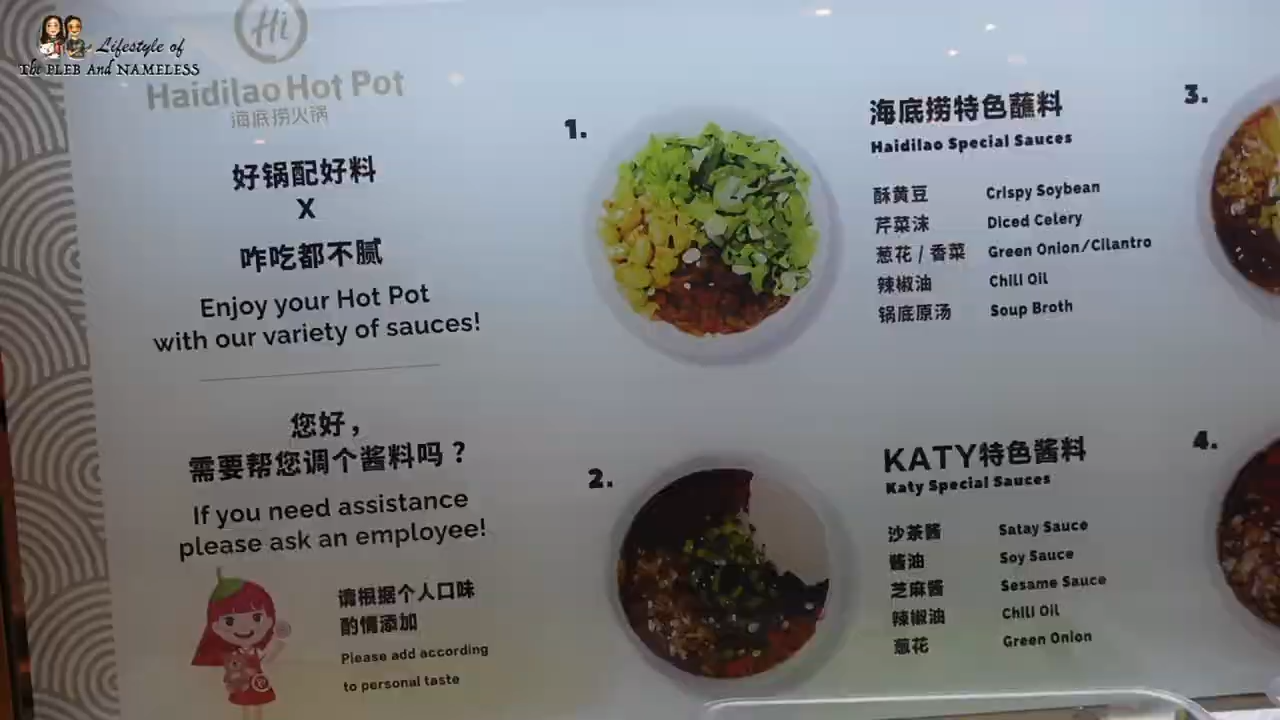 Lifestyle of
The PLEB And NAMELESS
Hi
Haidilao Hot Pot
海底捞火锅
好锅配好料
X
咋吃都不腻
Enjoy your Hot Pot
with our variety of sauces!
您好，
需要帮您调个酱料吗？
If you need assistance
please ask an employee!
请根据个人口味
酌情添加
Please add according
to personal taste
1.
海底捞特色蘸料
Haidilao Special Sauces
酥黄豆 Crispy Soybean
芹菜沫 Diced Celery
葱花 / 香菜 Green Onion/Cilantro
辣椒油 Chili Oil
锅底原汤 Soup Broth
2.
KATY特色酱料
Katy Special Sauces
沙茶酱 Satay Sauce
酱油 Soy Sauce
芝麻酱 Sesame Sauce
辣椒油 Chili Oil
葱花 Green Onion
3.
4.